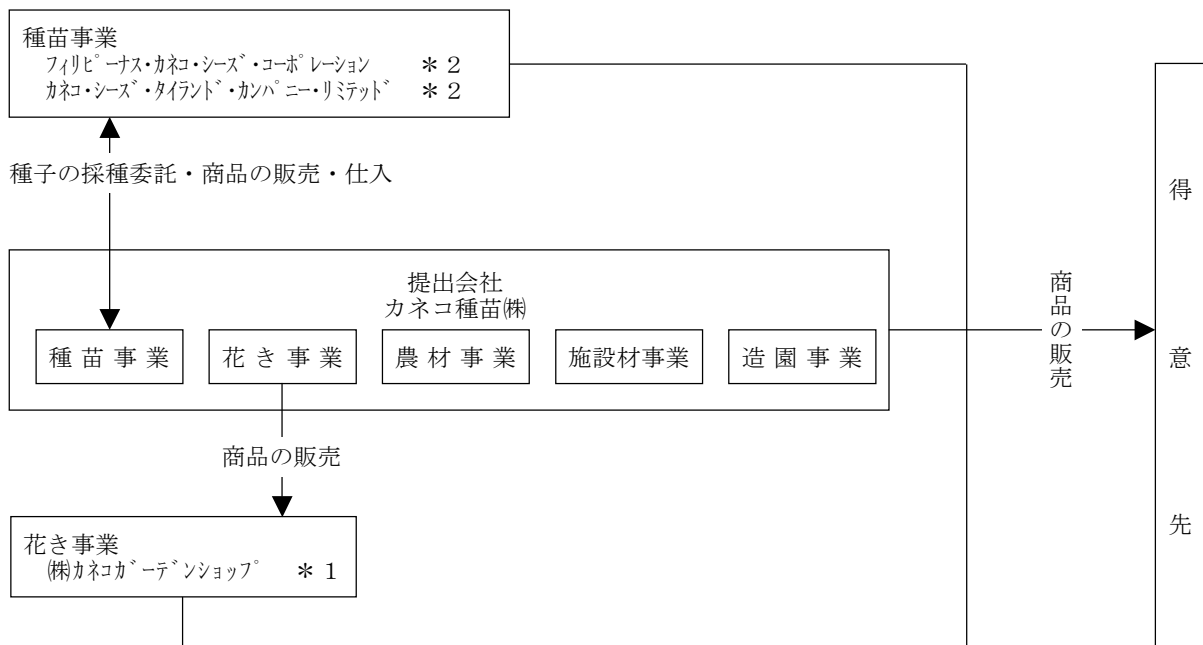 種苗事業
フィリピーナス・カネコ・シーズ・コーポレーション ＊２
カネコ・シーズ・タイランド・カンパニー・リミテッド ＊２
種子の採種委託・商品の販売・仕入
提出会社
カネコ種苗㈱
種苗事業
花き事業
農材事業
施設材事業
造園事業
商品の販売
花き事業
㈱カネコガーデンショップ ＊１
商品の販売
得意先